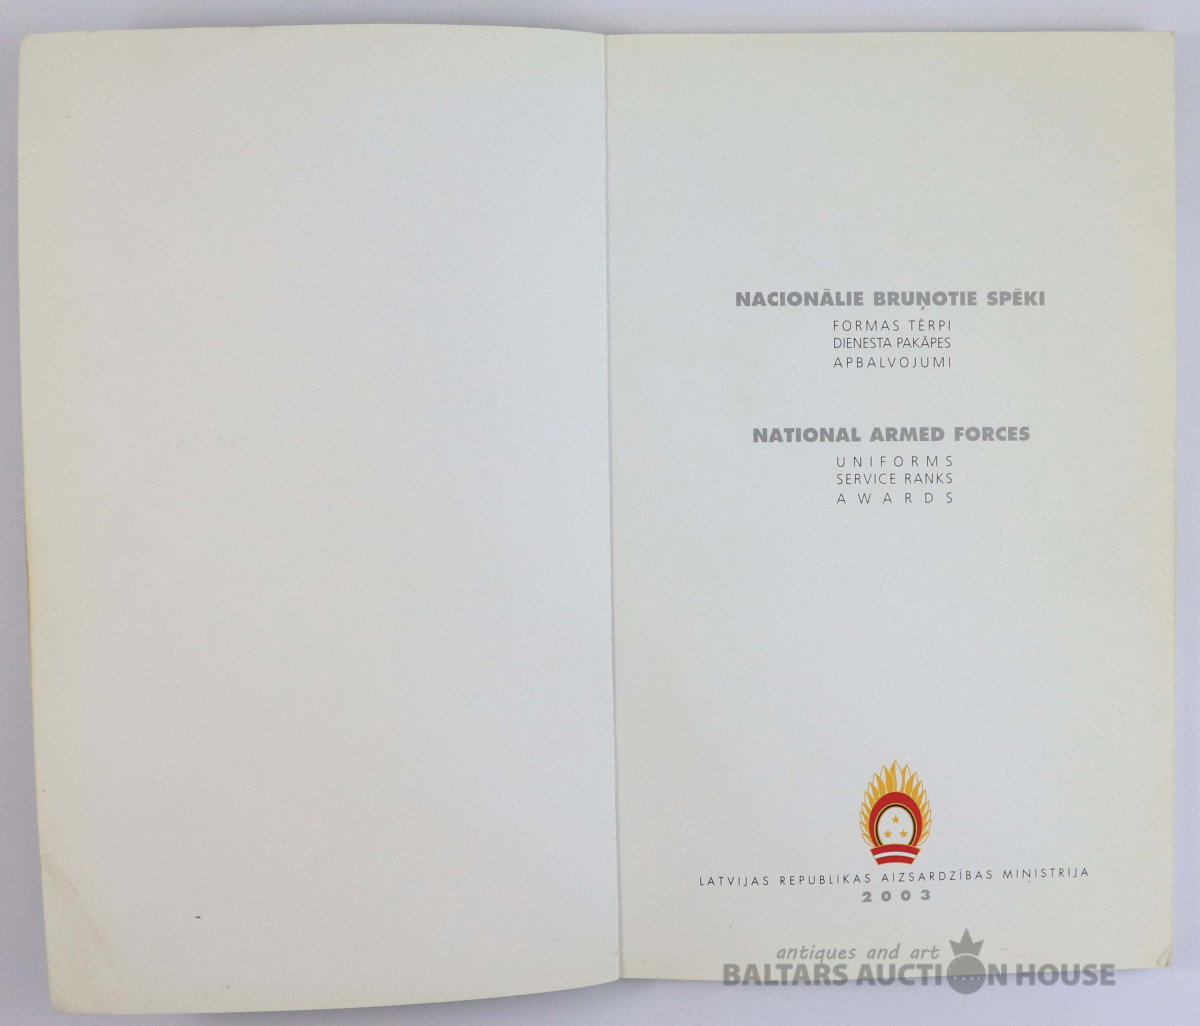 NACIONĀLIE BRUŅOTIE SPĒKI
FORMAS TĒRPI
DIENESTA PAKĀPES
APBALVOJUMI
NATIONAL ARMED FORCES
UNIFORMS
SERVICE RANKS
AWARDS
LATVIJAS REPUBLIKAS AIZSARDZĪBAS MIŅISTRIJA
2003
antiques and art
BALTARS AUCTION HOUSE